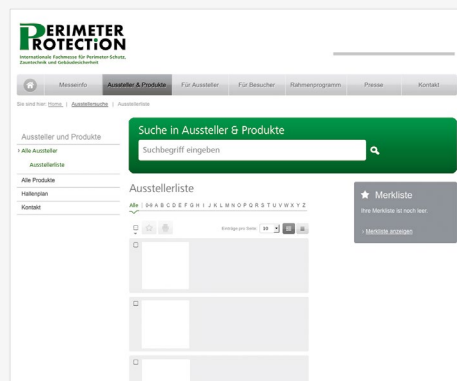 PERIMETER
PROTECTION
Internationale Fachmesse für Perimeter-Schutz,
Zauntechnik und Gebäudesicherheit
Messeinfo Aussteller & Produkte Für Aussteller Für Besucher Rahmenprogramm Presse Kontakt
Sie sind hier: Home | Ausstellersuche | Ausstellerliste
Aussteller und Produkte
› Alle Aussteller
Ausstellerliste
Alle Produkte
Hallenplan
Kontakt
Suche in Aussteller & Produkte
Suchbegriff eingeben
Ausstellerliste
Alle | 0-9 A B C D E F G H I J K L M N O P Q R S T U V W X Y Z
Einträge pro Seite: 15
Merkliste
Ihre Merkliste ist noch leer.
› Merkliste anzeigen